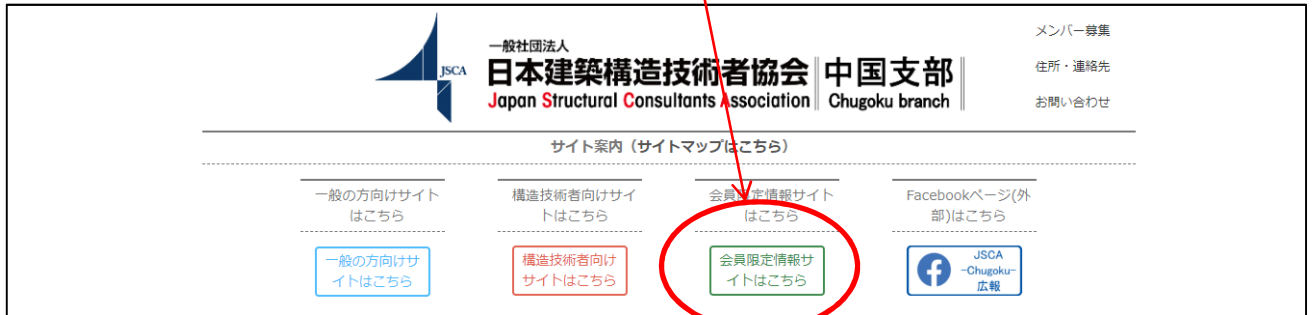 メンバー募集
JSCA
一般社団法人
日本建築構造技術者協会 中国支部
住所・連絡先
Japan Structural Consultants Association Chugoku branch
お問い合わせ
サイト案内（サイトマップはこちら）
一般の方向けサイト
はこちら
構造技術者向けサイ
トはこちら
会員限定情報サイト
はこちら
Facebookページ(外
部)はこちら
一般の方向けサ
イトはこちら
構造技術者向け
サイトはこちら
会員限定情報サ
イトはこちら
JSCA
-Chugoku-
広報